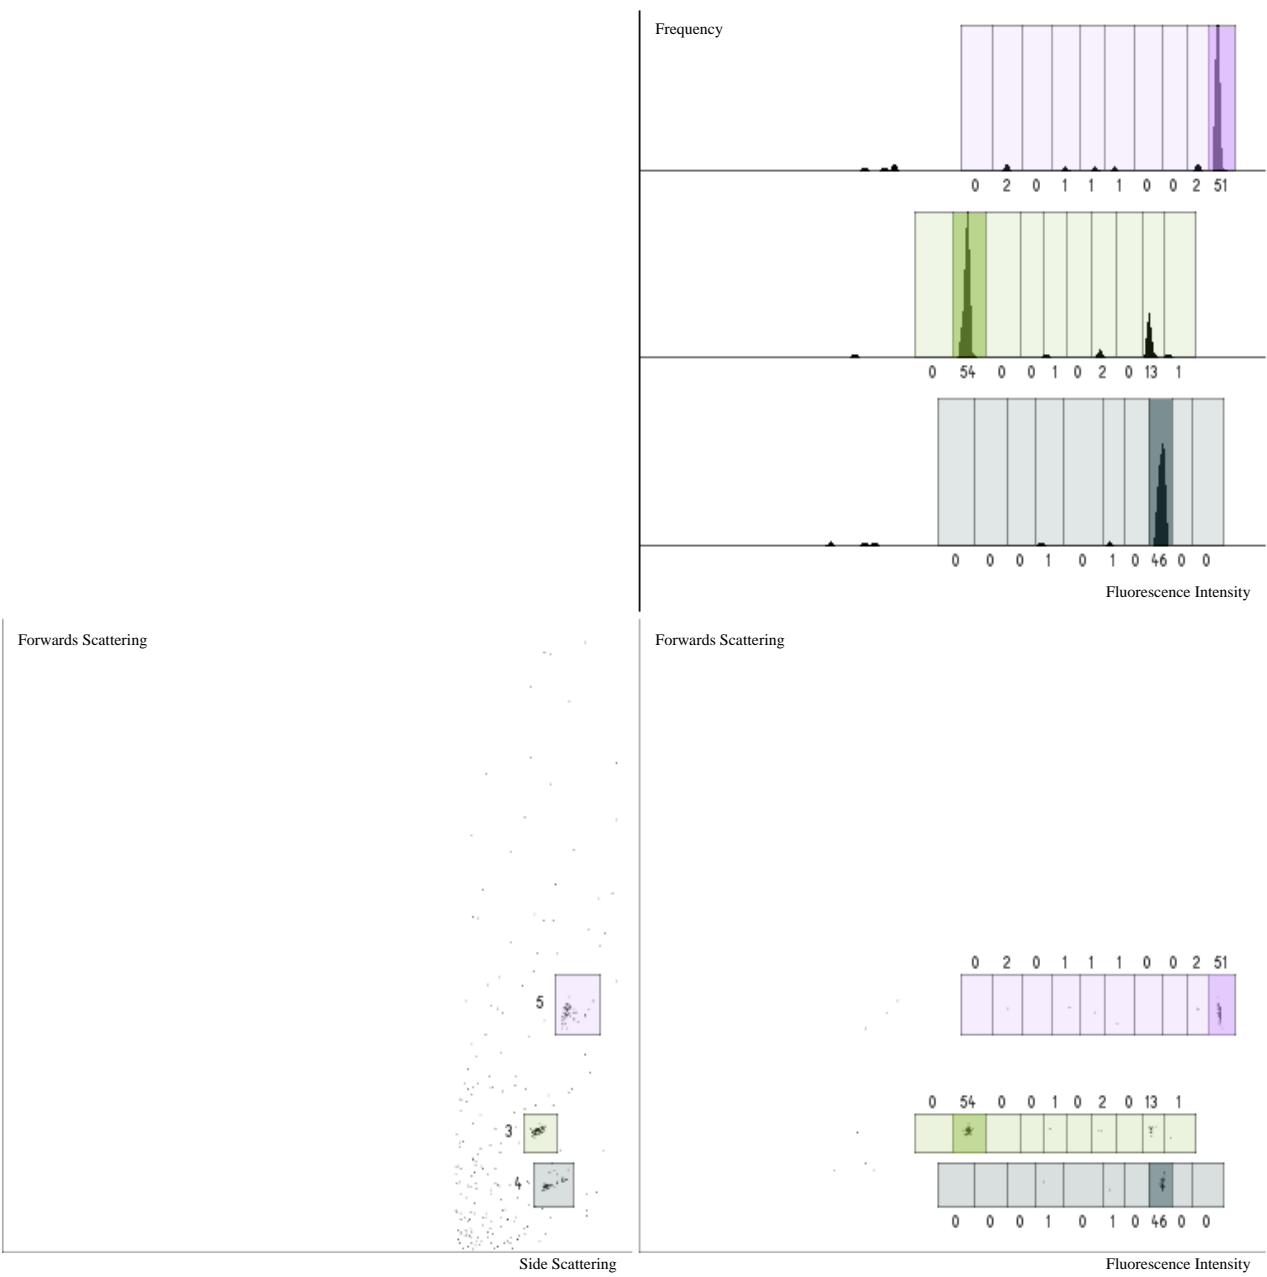 Frequency
0 2 0 1 1 1 0 0 2 51
0 54 0 0 1 0 2 0 13 1
0 0 0 1 0 1 0 46 0 0
Fluorescence Intensity
Forwards Scattering
5
3
4
Side Scattering
Forwards Scattering
0 2 0 1 1 1 0 0 2 51
0 54 0 0 1 0 2 0 13 1
0 0 0 1 0 1 0 46 0 0
Fluorescence Intensity